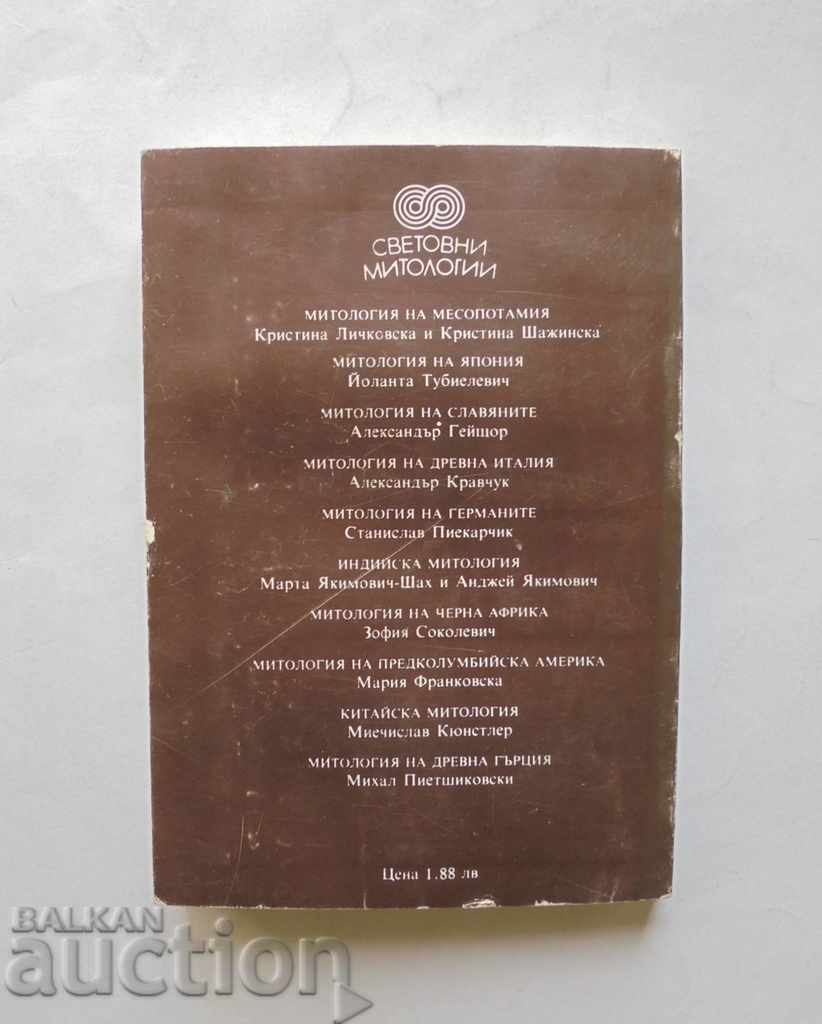 СВЕТОВНИ
МИТОЛОГИИ
МИТОЛОГИЯ НА МЕСОПОТАМИЯ
Кристина Личковска и Кристина Шажинска
МИТОЛОГИЯ НА ЯПОНИЯ
Йоланта Тубиелевич
МИТОЛОГИЯ НА СЛАВЯНИТЕ
Александър Гейщор
МИТОЛОГИЯ НА ДРЕВНА ИТАЛИЯ
Александър Кравчук
МИТОЛОГИЯ НА ГЕРМАНИТЕ
Станислав Пиекарчик
ИНДИЙСКА МИТОЛОГИЯ
Марта Якимович-Шах и Анджей Якимович
МИТОЛОГИЯ НА ЧЕРНА АФРИКА
Зофия Соколевич
МИТОЛОГИЯ НА ПРЕДКОЛУМБИЙСКА АМЕРИКА
Мария Франковска
КИТАЙСКА МИТОЛОГИЯ
Миечислав Кюнстлер
МИТОЛОГИЯ НА ДРЕВНА ГЪРЦИЯ
Михал Пиетшиковски
Цена 1.88 лв
BALKAN
auction